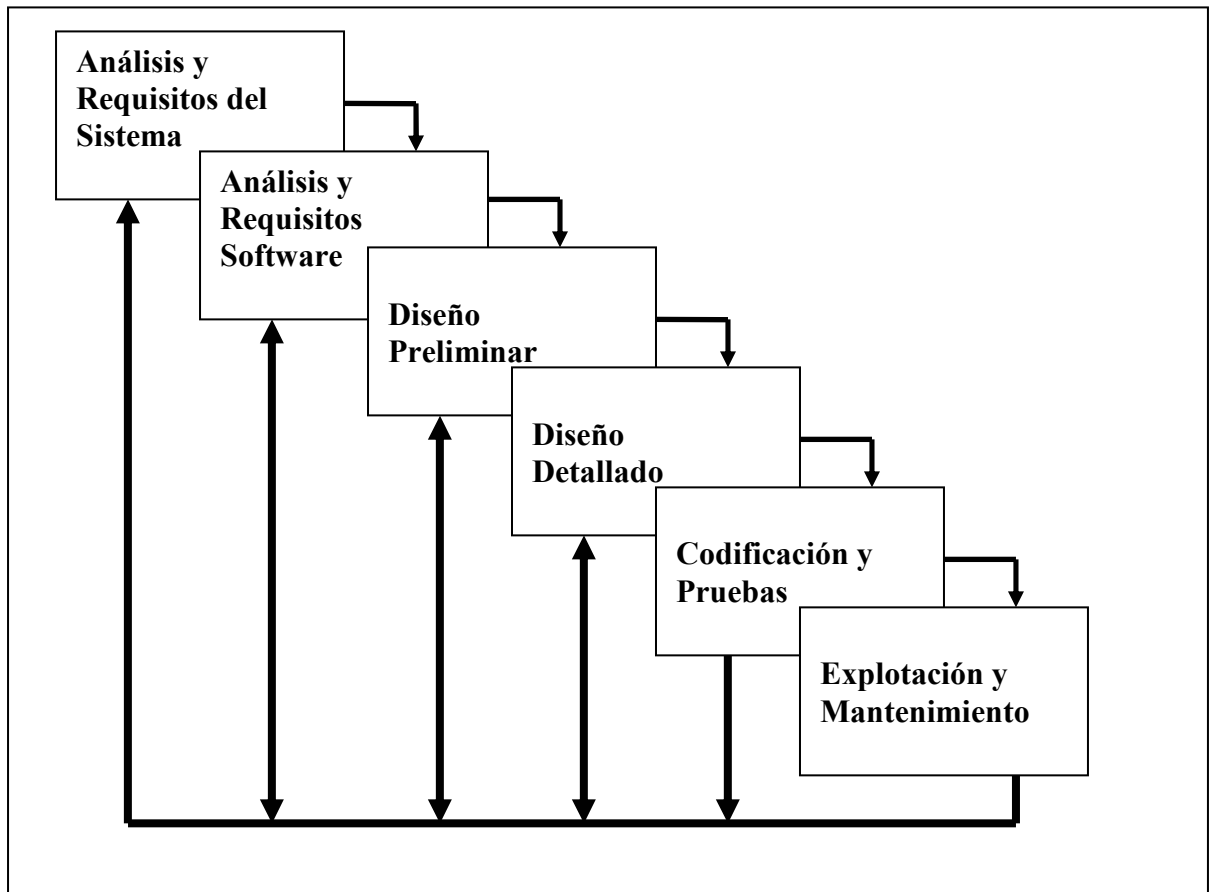 Análisis y
Requisitos del
Sistema
Análisis y
Requisitos
Software
Diseño
Preliminar
Diseño
Detallado
Codificación y
Pruebas
Explotación y
Mantenimiento